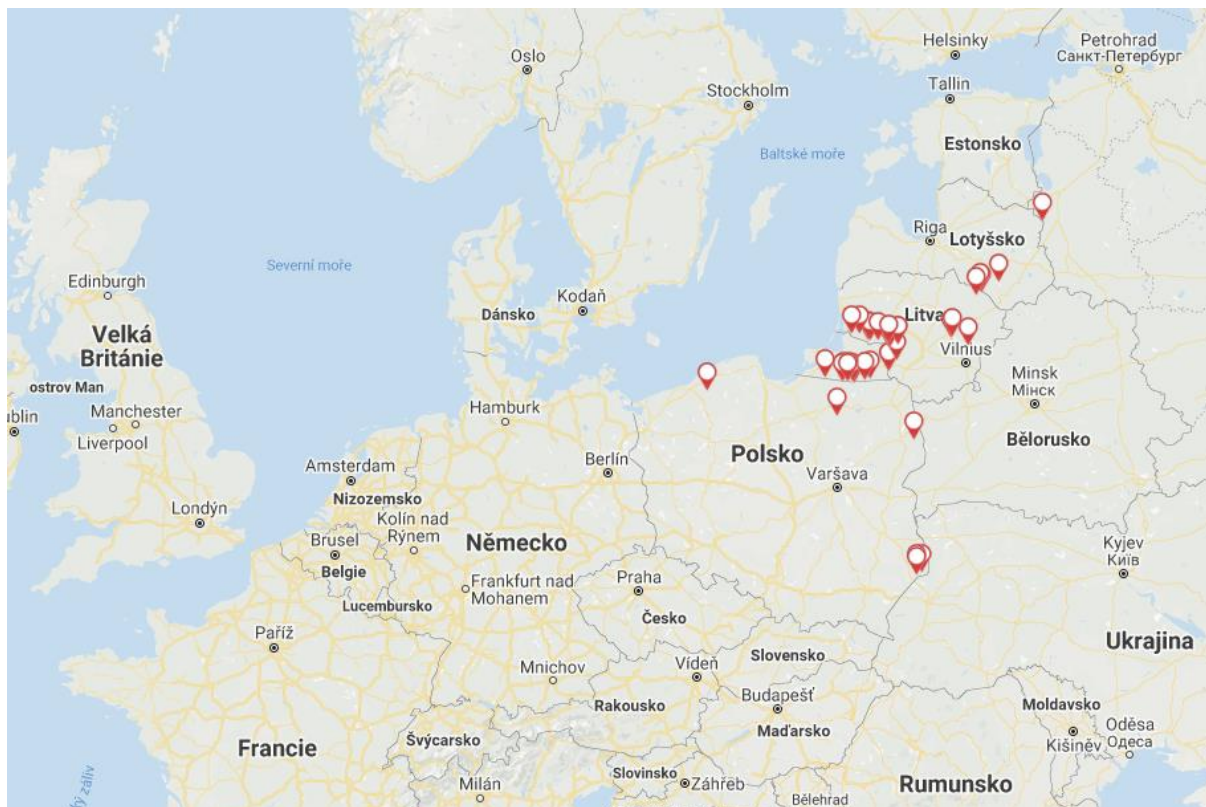 Oslo
Helsinky
Petrohrad
Санкт-Петербург
Tallin
Stockholm
Estonsko
Baltské moře
Riga
Lotyšsko
Severní moře
Edinburgh
Kodaň
Dánsko
Litva
Velká
Británie
Vilnius
Minsk
Мінск
ostrov Man
Hamburk
Manchester
Liverpool
Bělorusko
Polsko
Berlín
Amsterdam
Varšava
Nizozemsko
Londýn
Kolín nad
Rýnem
Německo
Brusel
Belgie
Kyjev
Київ
Praha
Frankfurt nad
Mohanem
Lucembursko
Česko
Paříž
Ukrajina
Slovensko
Mnichov
Vídeň
Budapešť
Rakousko
Moldavsko
Maďarsko
Francie
Švýcarsko
Oděsa
Одеса
Kišiněv
Slovinsko
Záhřeb
Milán
Rumunsko
Bělehrad
záliv